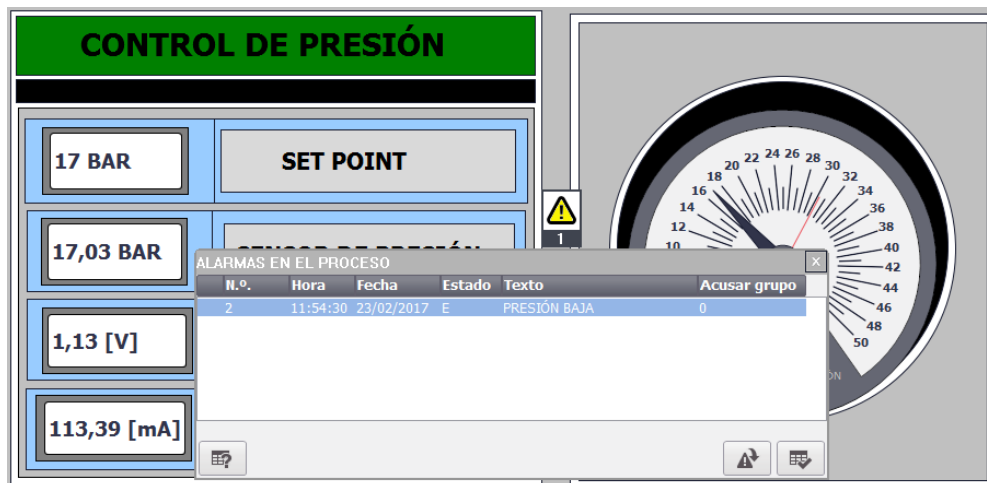 CONTROL DE PRESIÓN
17 BAR
SET POINT
17,03 BAR
SENSOR DE PRESIÓN
1,13 [V]
113,39 [mA]
1
ALARMAS EN EL PROCESO
X
N.º. Hora Fecha Estado Texto Acusar grupo
2 11:54:30 23/02/2017 E PRESIÓN BAJA 0
10
12
14
16
18
20
22
24
26
28
30
32
34
36
38
40
42
44
46
48
50